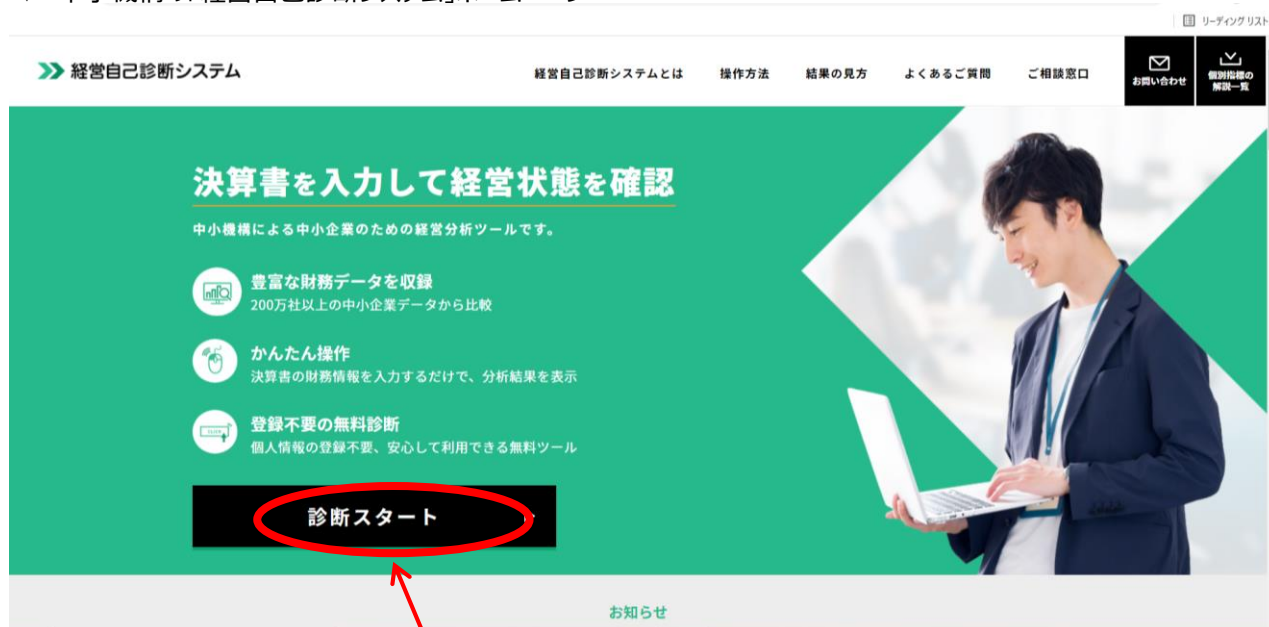 リーディング リスト
経営自己診断システム
経営自己診断システムとは
操作方法
結果の見方
よくあるご質問
ご相談窓口
お問い合わせ
個別指標の
解説一覧
決算書を入力して経営状態を確認
中小機構による中小企業のための経営分析ツールです。
豊富な財務データを収録
200万社以上の中小企業データから比較
かんたん操作
決算書の財務情報を入力するだけで、分析結果を表示
登録不要の無料診断
個人情報の登録不要、安心して利用できる無料ツール
診断スタート
お知らせ